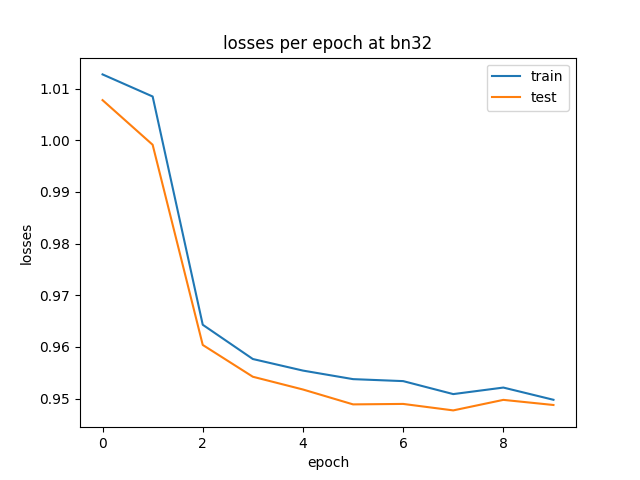 losses per epoch at bn32
train
test
losses
1.01
1.00
0.99
0.98
0.97
0.96
0.95
0 2 4 6 8
epoch